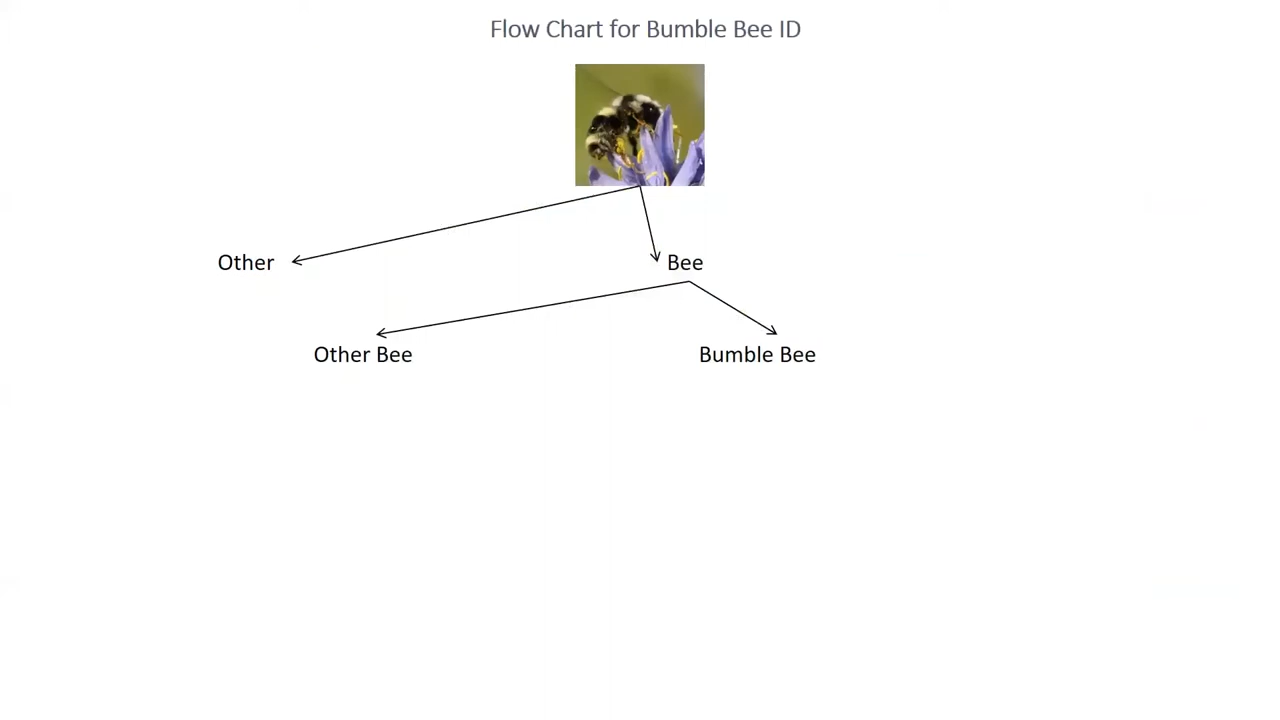 Flow Chart for Bumble Bee ID
Other
Bee
Other Bee
Bumble Bee